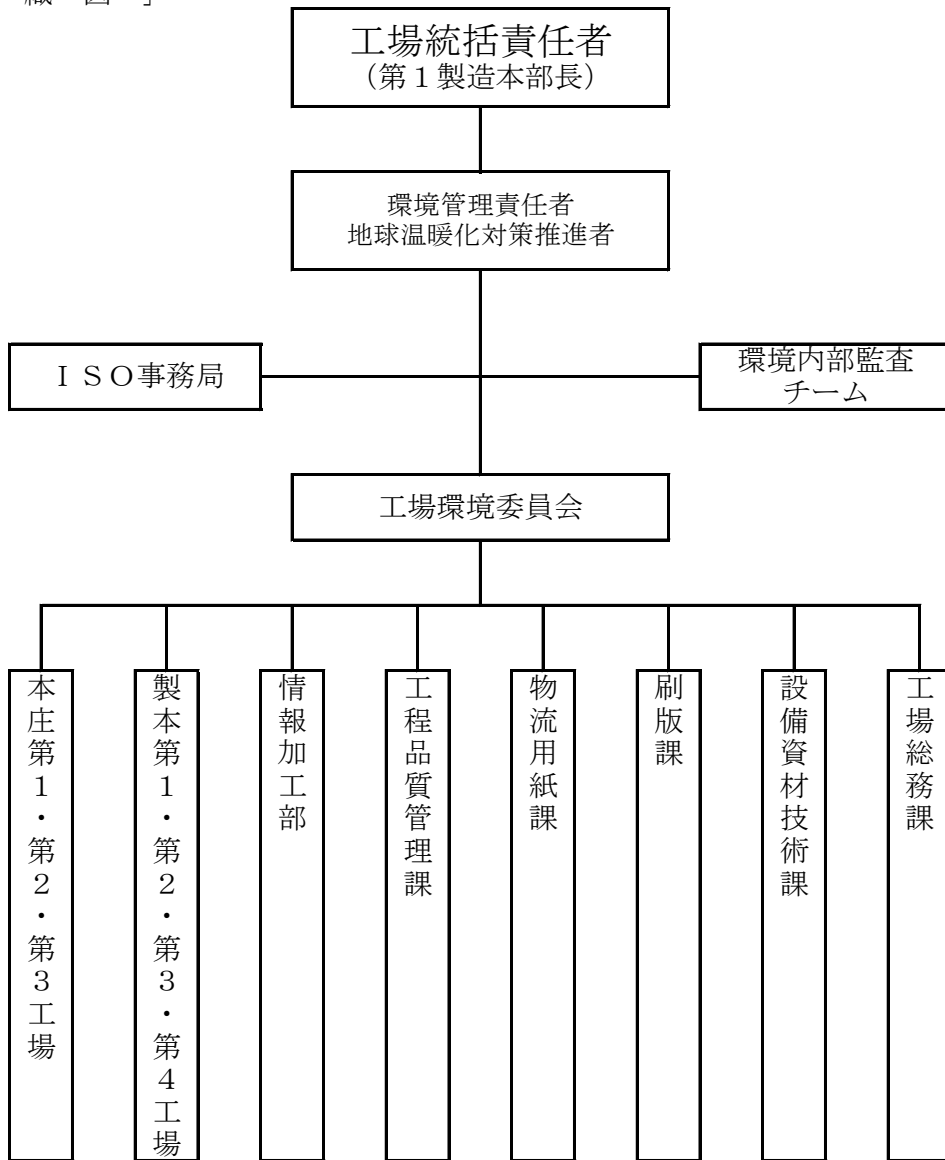 織 図 」
工場統括責任者
（第１製造本部長）
環境管理責任者
地球温暖化対策推進者
ＩＳＯ事務局
環境内部監査
チーム
工場環境委員会
本庄第１・第２・第３工場
製本第１・第２・第３・第４工場
情報加工部
工程品質管理課
物流用紙課
刷版課
設備資材技術課
工場総務課